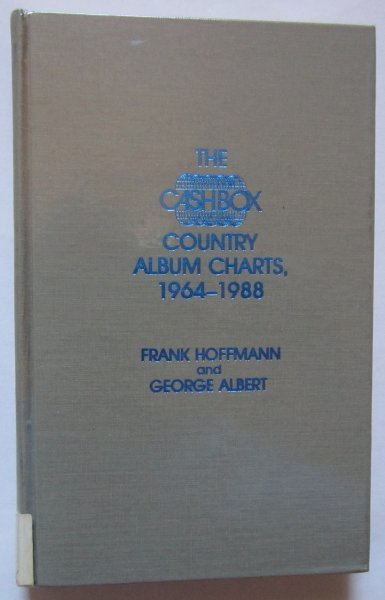 THE
CASHBOX
COUNTRY
ALBUM CHARTS,
1964–1988
FRANK HOFFMANN
and
GEORGE ALBERT